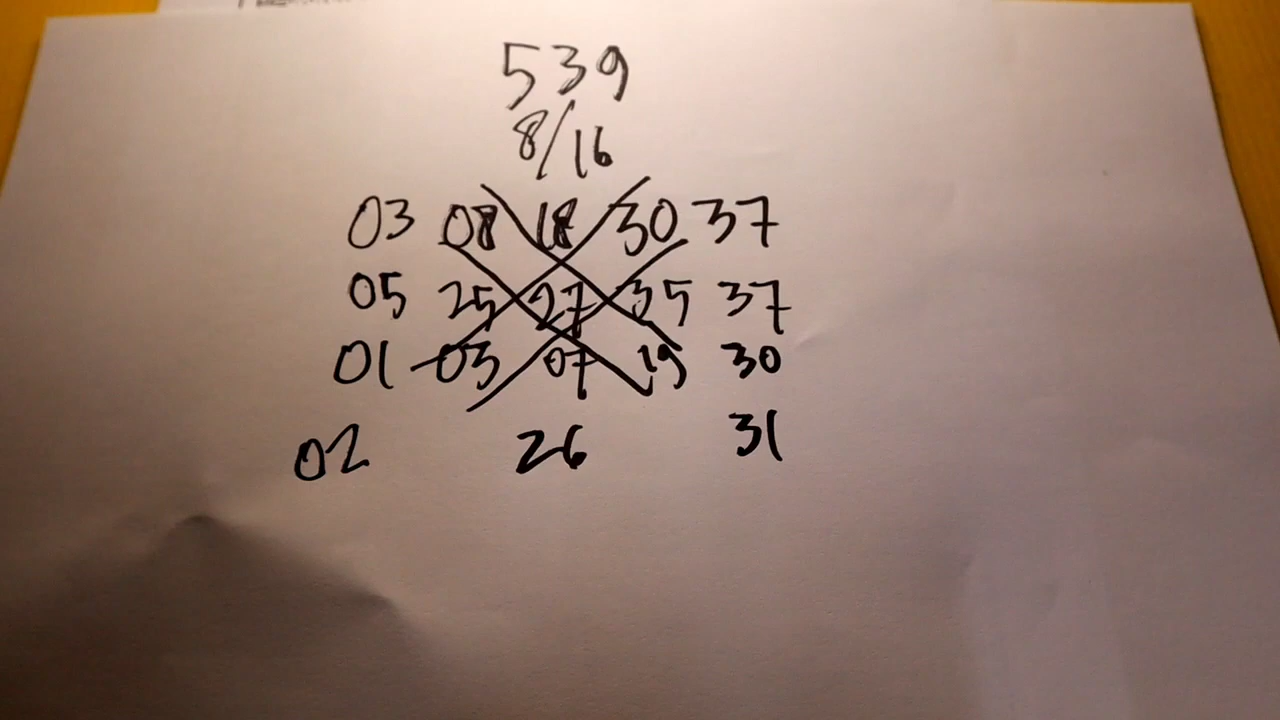 539
8/16
03 08 18 30 37
05 25 27 35 37
01 03 07 19 30
02 26 31